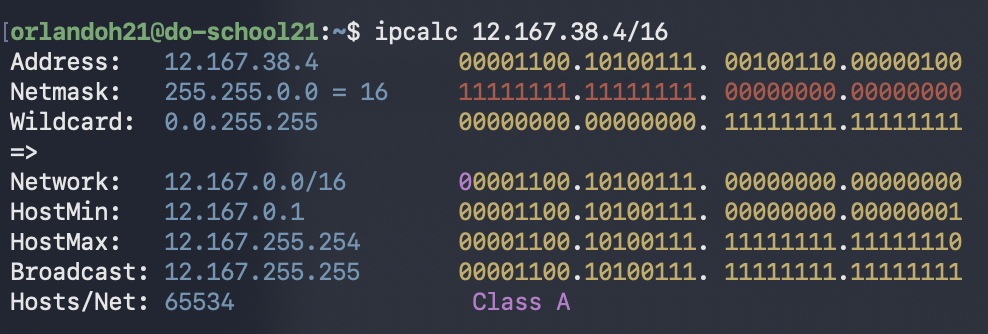 [orlandoh21@do-school21:~$ ipcalc 12.167.38.4/16
Address:   12.167.38.4          00001100.10100111. 00100110.00000100
Netmask:   255.255.0.0 = 16     11111111.11111111. 00000000.00000000
Wildcard:  0.0.255.255          00000000.00000000. 11111111.11111111
=>
Network:   12.167.0.0/16        00001100.10100111. 00000000.00000000
HostMin:   12.167.0.1           00001100.10100111. 00000000.00000001
HostMax:   12.167.255.254       00001100.10100111. 11111111.11111110
Broadcast: 12.167.255.255       00001100.10100111. 11111111.11111111
Hosts/Net: 65534                 Class A